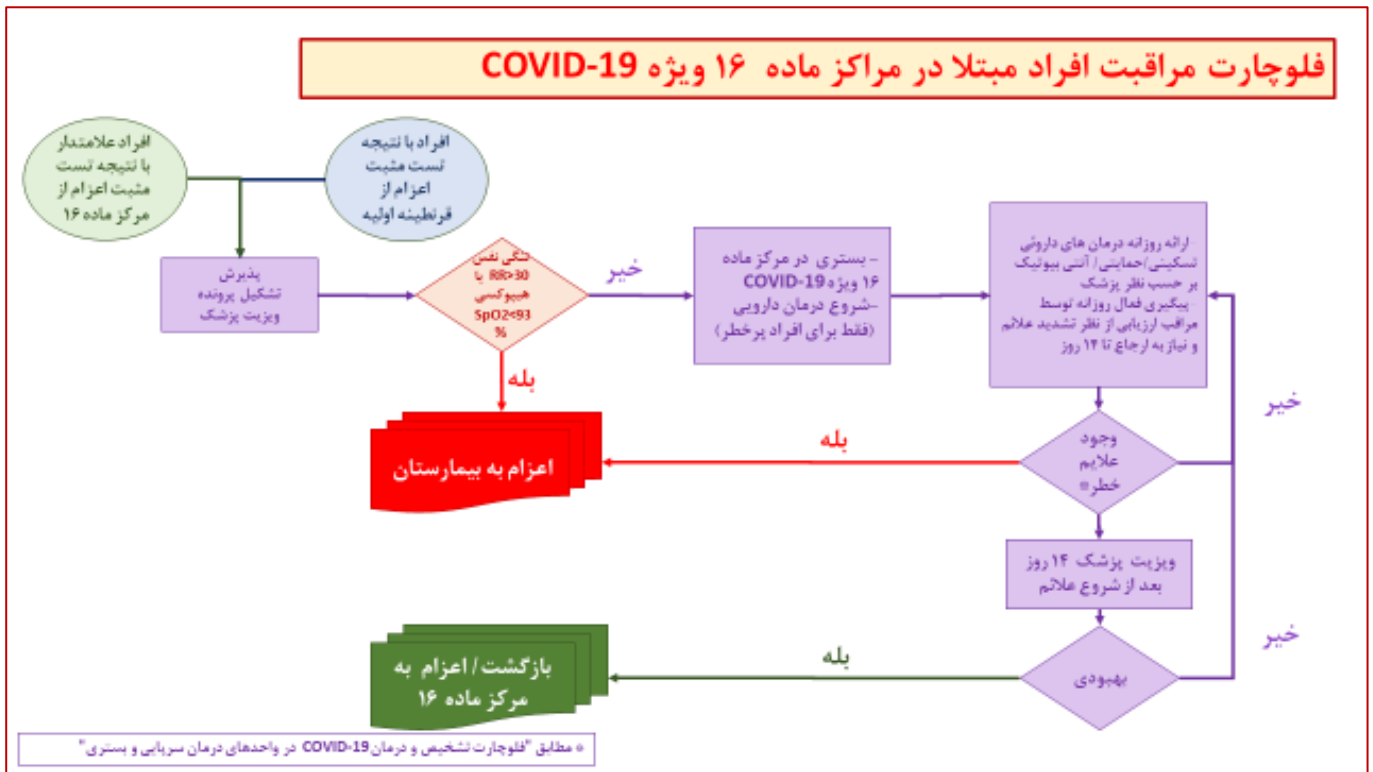 فلوچارت مراقبت افراد مبتلا در مراکز ماده ۱۶ ویژه COVID-19
افراد علامتدار
با نتیجه تست
مثبت اعزام از
مرکز ماده ۱۶
افراد با نتیجه
تست مثبت
اعزام از
قرنطینه اولیه
پذیرش
تشکیل پرونده
ویزیت پزشک
تنگی نفس
RR>30 یا
هیپوکسی
SpO2<93
%
خیر
بله
– بستری در مرکز ماده
۱۶ ویژه COVID-19
–شروع درمان دارویی
(فقط برای افراد پرخطر)
-ارائه روزانه درمان های داروئی
تسکینی/حمایتی/ آنتی بیوتیک
بر حسب نظر پزشک
-پیگیری فعال روزانه توسط
مراقب ارزیابی از نظر تشدید علائم
و نیاز به ارجاع تا ۱۴ روز
وجود
علایم
خطر*
خیر
بله
اعزام به بیمارستان
ویزیت پزشک ۱۴ روز
بعد از شروع علائم
بهبودی
خیر
بله
بازگشت/ اعزام به
مرکز ماده ۱۶
* مطابق "فلوچارت تشخیص و درمان COVID-19 در واحدهای درمان سرپایی و بستری"